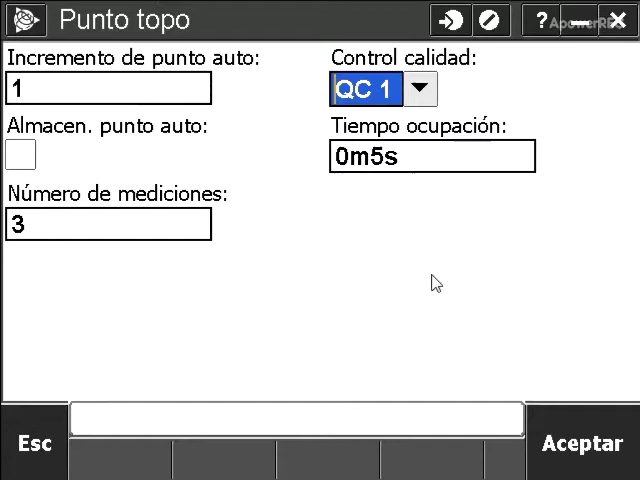 Punto topo
?
ApowerREC
Incremento de punto auto:
1
Control calidad:
QC 1
Almacen. punto auto:
Tiempo ocupación:
0m5s
Número de mediciones:
3
Esc
Aceptar